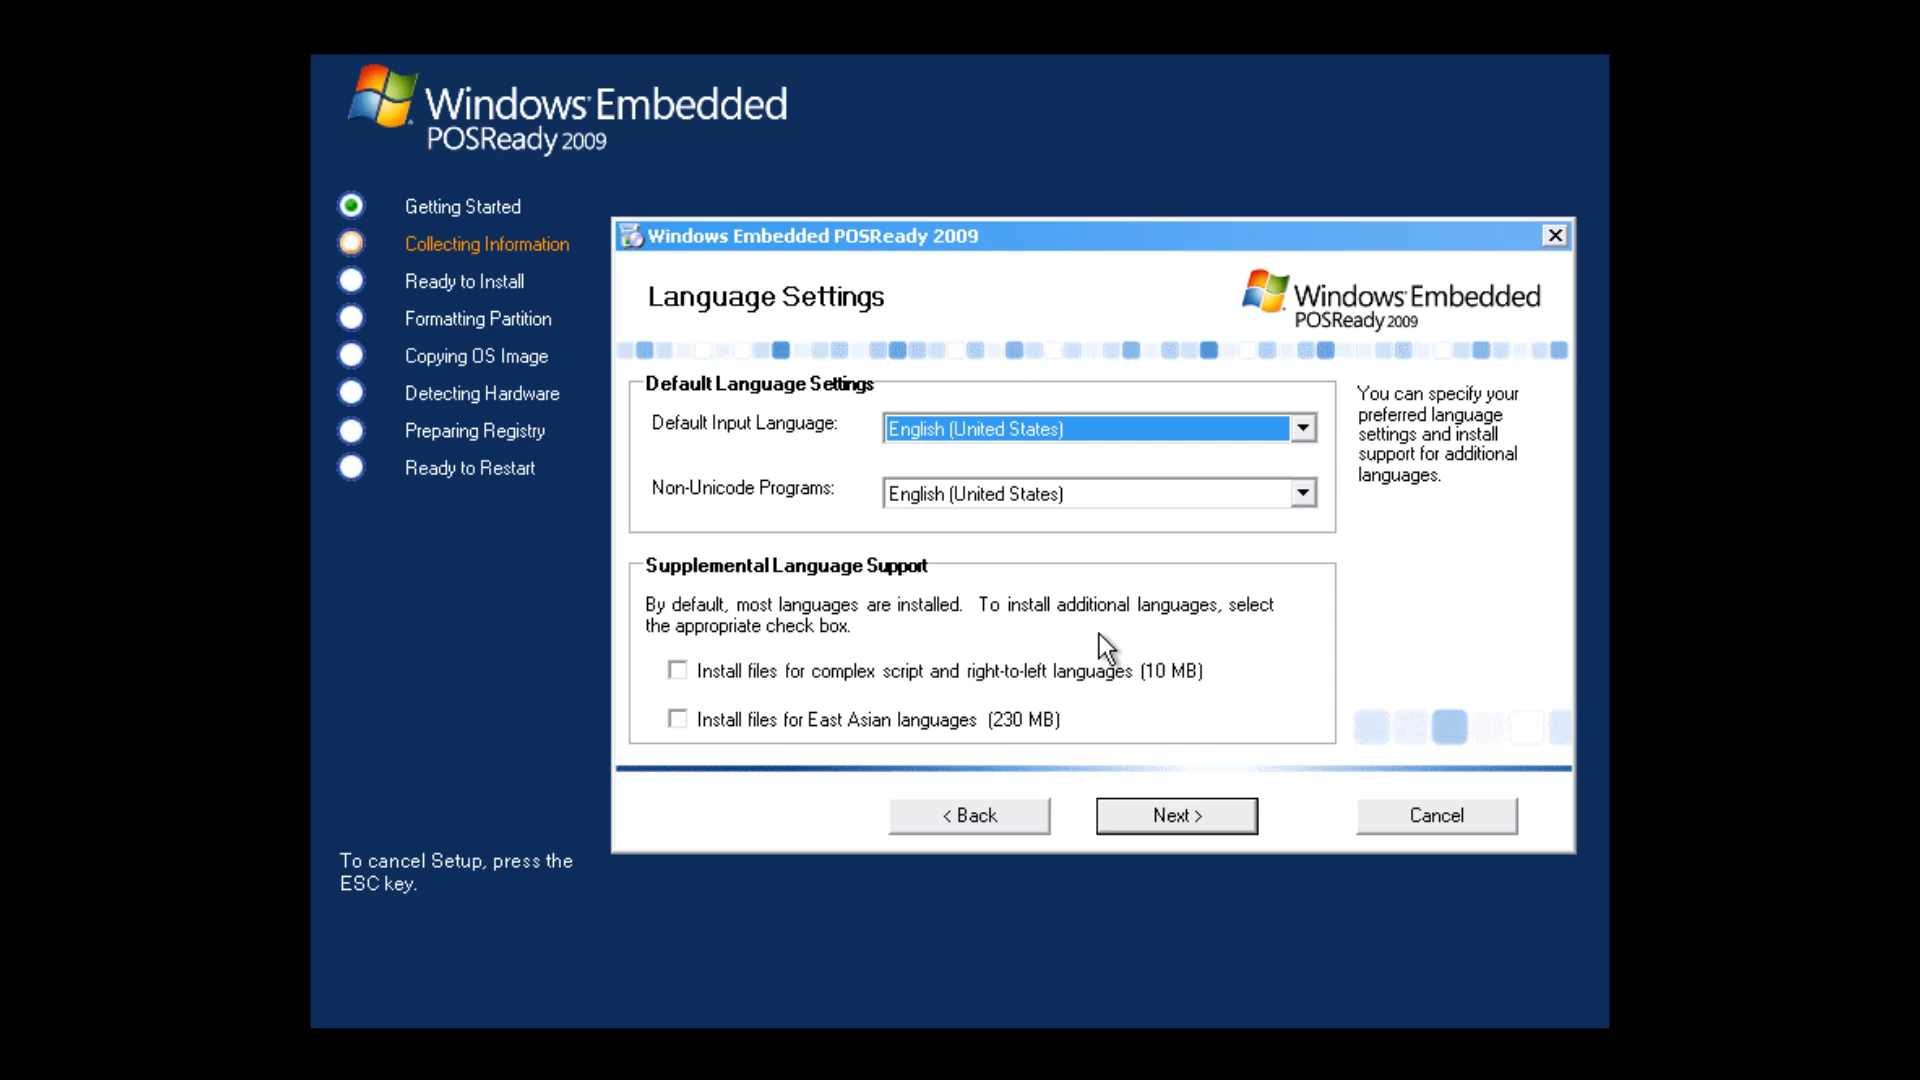 Windows Embedded
POSReady 2009
Getting Started
Collecting Information
Ready to Install
Formatting Partition
Copying OS Image
Detecting Hardware
Preparing Registry
Ready to Restart
To cancel Setup, press the
ESC key.
Windows Embedded POSReady 2009
Language Settings
Windows Embedded
POSReady 2009
Default Language Settings
Default Input Language:
English (United States)
Non-Unicode Programs:
English (United States)
You can specify your
preferred language
settings and install
support for additional
languages.
Supplemental Language Support
By default, most languages are installed. To install additional languages, select
the appropriate check box.
Install files for complex script and right-to-left languages (10 MB)
Install files for East Asian languages (230 MB)
< Back
Next >
Cancel